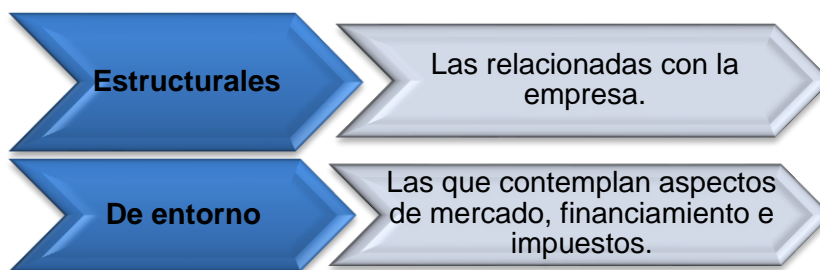 Estructurales
Las relacionadas con la
empresa.
De entorno
Las que contemplan aspectos
de mercado, financiamiento e
impuestos.